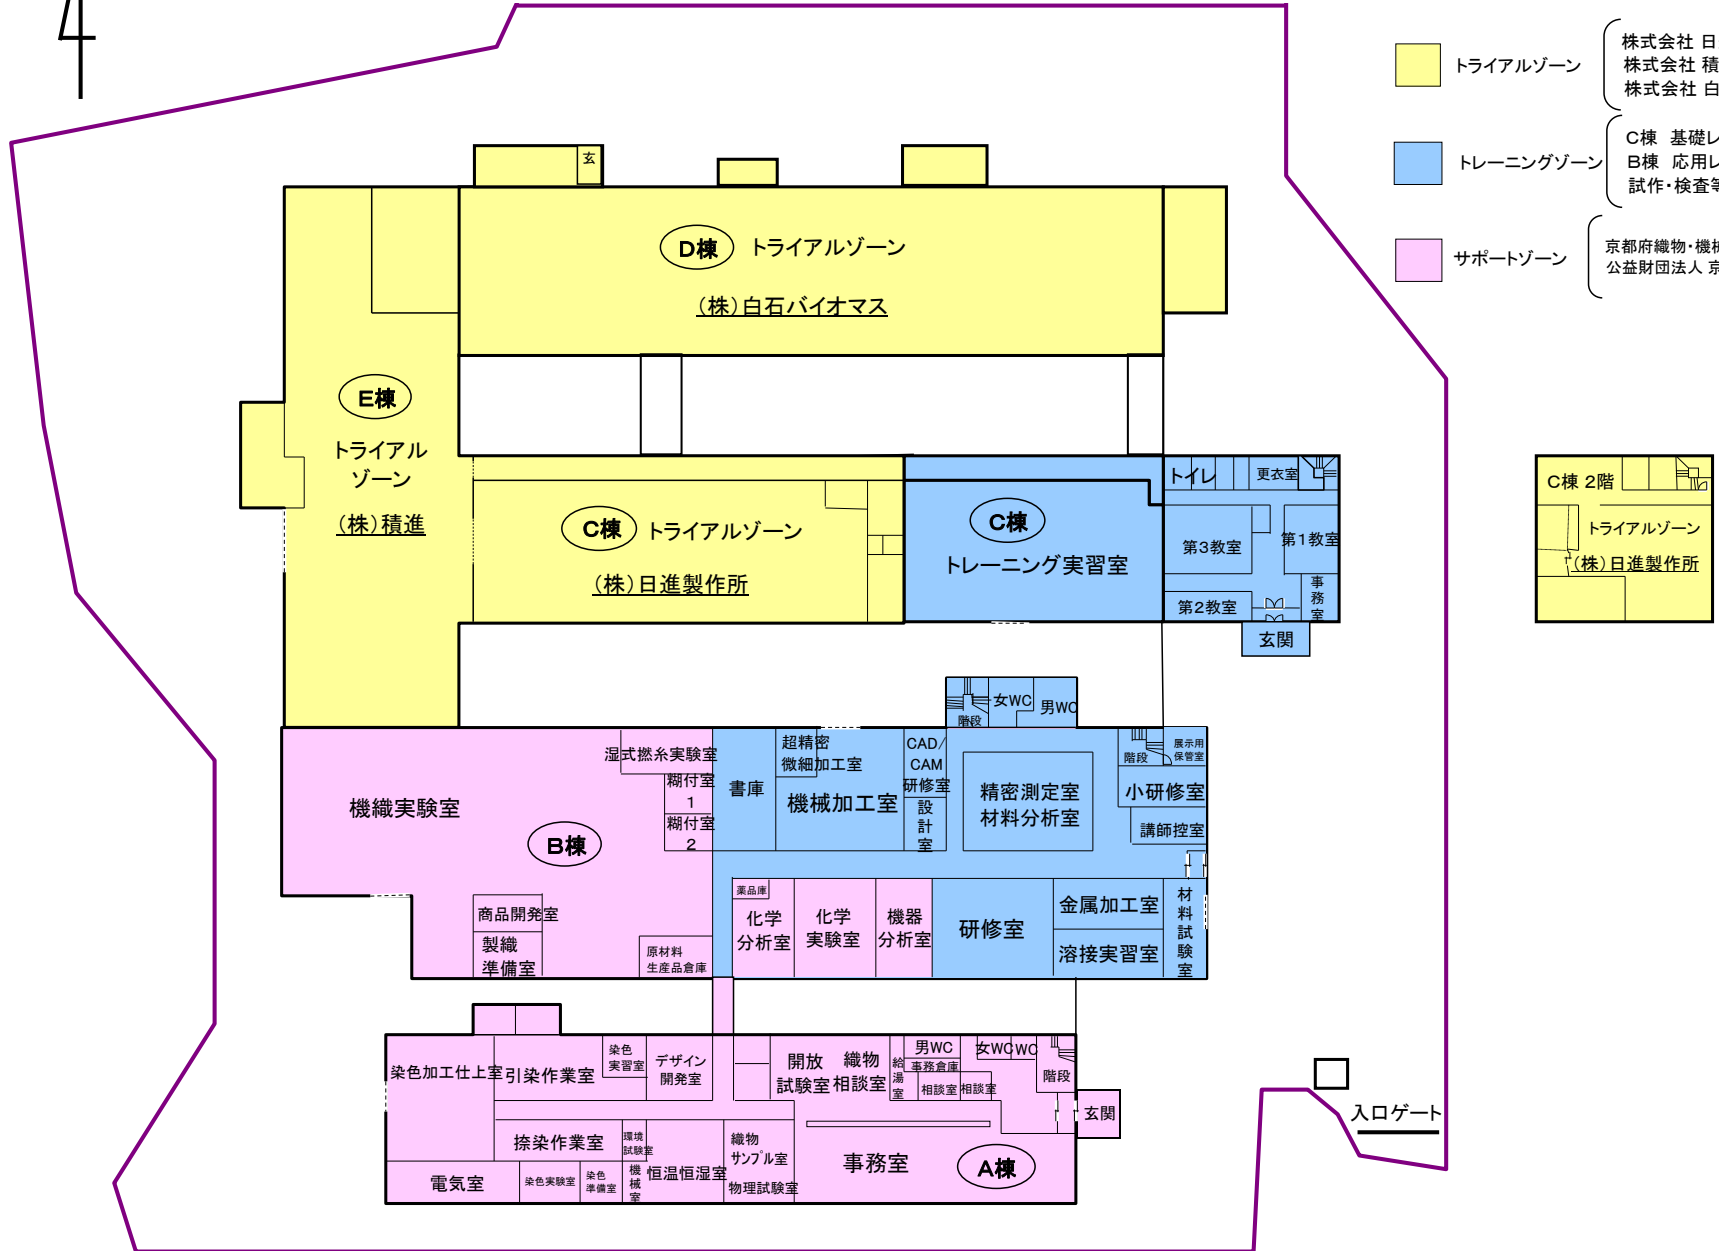 トライアルゾーン
株式会社 日
株式会社 積
株式会社 白
トレーニングゾーン
C棟 基礎レ
B棟 応用レ
試作・検査等
サポートゾーン
京都府織物・機械
公益財団法人 京
玄
D棟 トライアルゾーン
(株)白石バイオマス
E棟
トライアル
ゾーン
(株)積進
C棟 トライアルゾーン
(株)日進製作所
C棟
トレーニング実習室
トイレ
更衣室
第3教室
第1教室
第2教室
事務室
玄関
C棟 2階
トライアルゾーン
(株)日進製作所
階段
女WC
男WC
湿式撚糸実験室
糊付室
1
糊付室
2
機織実験室
B棟
書庫
超精密
微細加工室
機械加工室
CAD/
CAM
研修室
設計室
精密測定室
材料分析室
階段
展示用
保管室
小研修室
講師控室
商品開発室
製織
準備室
原材料
生産品倉庫
薬品庫
化学
分析室
化学
実験室
機器
分析室
研修室
金属加工室
溶接実習室
材料試験室
染色加工仕上室
引染作業室
染色
実習室
デザイン
開発室
開放
試験室
織物
相談室
給湯室
男WC
事務倉庫
相談室
相談室
女WC
WC
階段
玄関
捺染作業室
環境
試験室
機械室
恒温恒湿室
織物
サンプル室
物理試験室
事務室
A棟
電気室
染色実験室
染色
準備室
入口ゲート